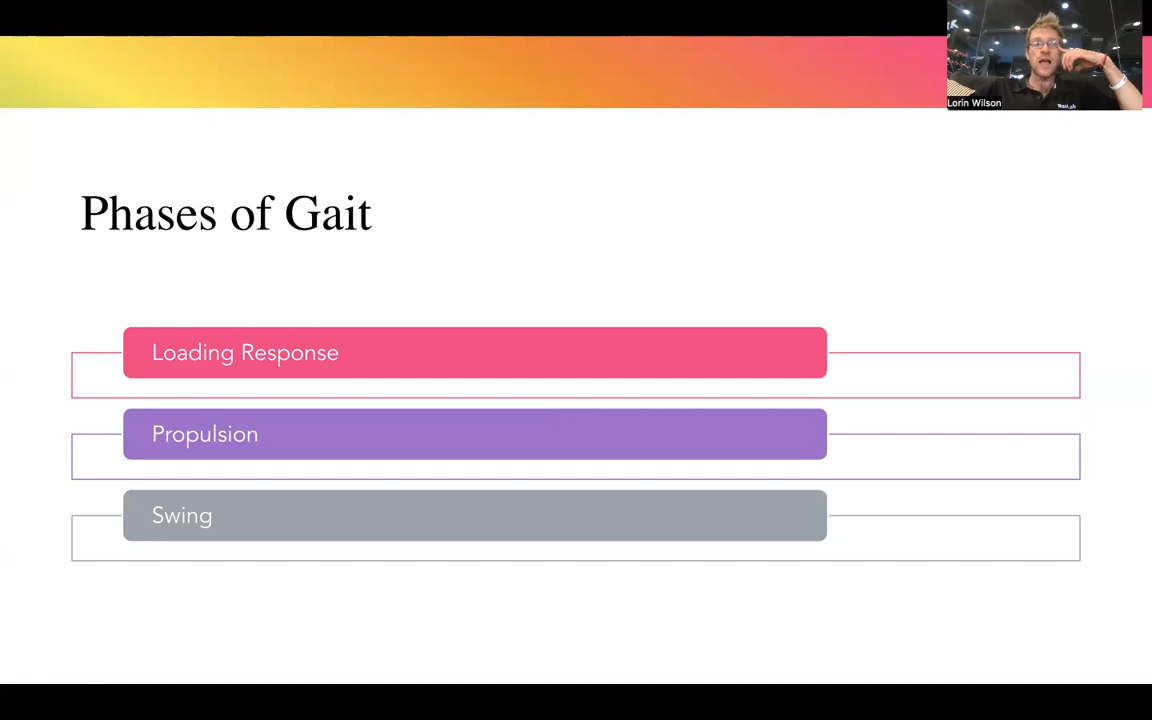 Lorin Wilson
Phases of Gait
Loading Response
Propulsion
Swing